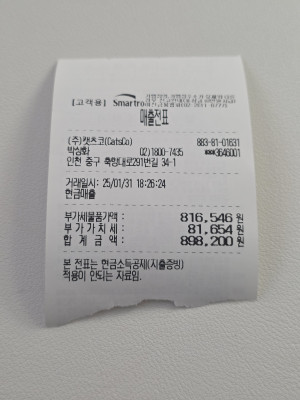 [고객용] Smartro
매출전표
(주)캣츠코(CatsCo) 883-81-01631
박상화 02)1800-7435 ***3646001
인천 중구 축항대로291번길 34-1
거래일시: 25/01/31 18:26:24
현금매출
부가세물품가액 : 816,546 원
부 가 가 치 세 : 81,654 원
합 계 금 액 : 898,200 원
본 전표는 현금소득공제(지출증빙)
적용이 안되는 자료임.